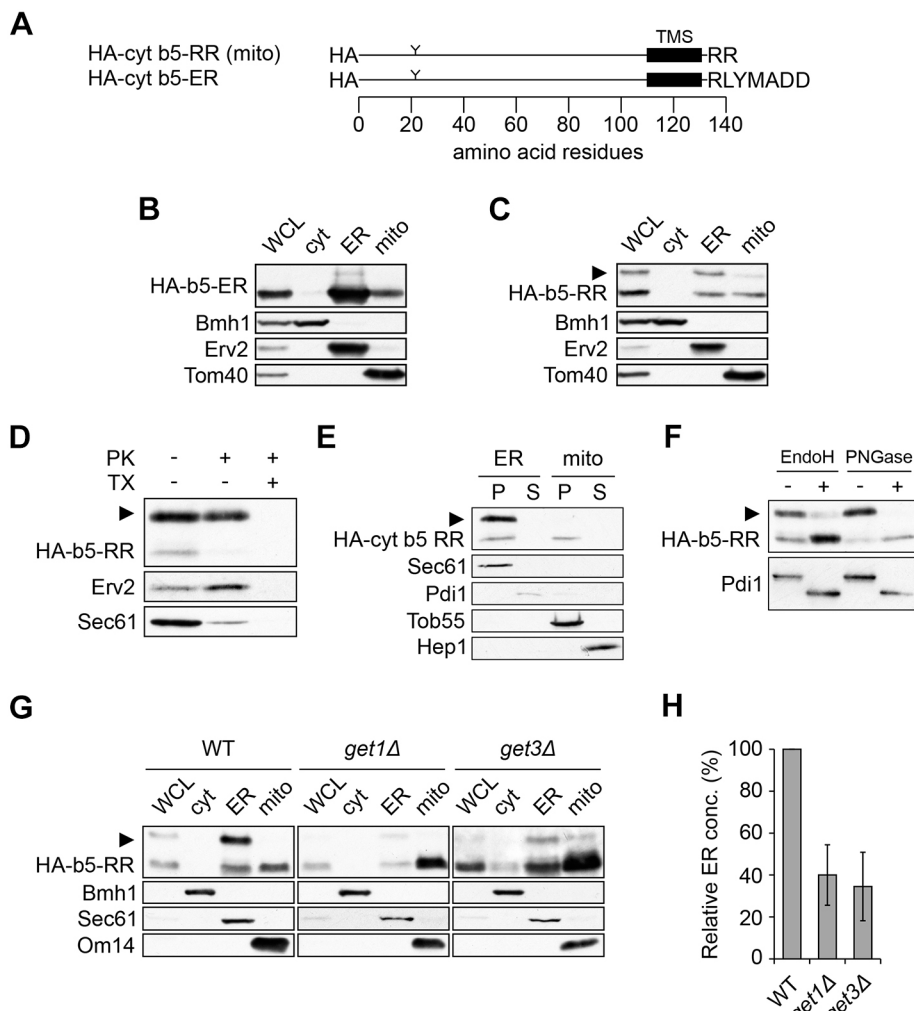 A
TMS
HA-cyt b5-RR (mito) HA RR
HA-cyt b5-ER HA RLYMADD
0 20 40 60 80 100 120 140
amino acid residues
B
WCL cyt ER mito
HA-b5-ER
Bmh1
Erv2
Tom40
C
WCL cyt ER mito
HA-b5-RR
Bmh1
Erv2
Tom40
D
PK - + +
TX - - +
HA-b5-RR
Erv2
Sec61
E
ER mito
P S P S
HA-cyt b5 RR
Sec61
Pdi1
Tob55
Hep1
F
EndoH PNGase
- + - +
HA-b5-RR
Pdi1
G
WT get1Δ get3Δ
WCL cyt ER mito WCL cyt ER mito WCL cyt ER mito
HA-b5-RR
Bmh1
Sec61
Om14
H
Relative ER conc. (%)
100
80
60
40
20
0
WT get1Δ get3Δ